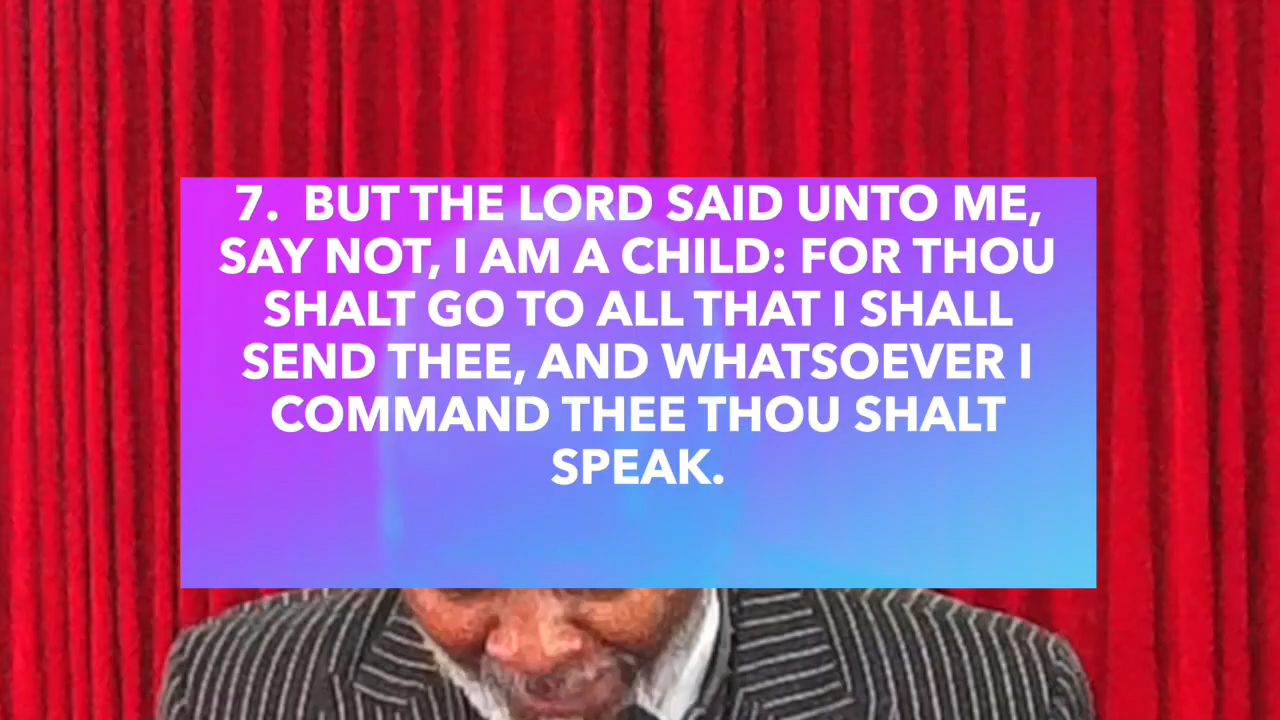 7. BUT THE LORD SAID UNTO ME,
SAY NOT, I AM A CHILD: FOR THOU
SHALT GO TO ALL THAT I SHALL
SEND THEE, AND WHATSOEVER I
COMMAND THEE THOU SHALT
SPEAK.